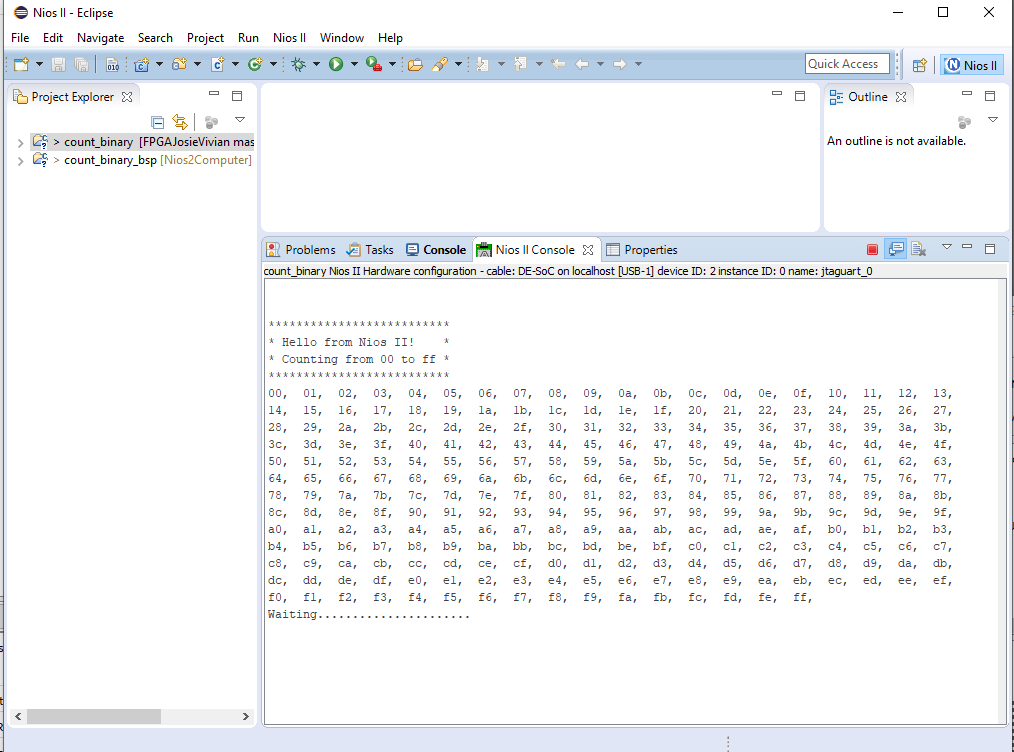 Nios II - Eclipse
File Edit Navigate Search Project Run Nios II Window Help
Quick Access
Nios II
Project Explorer
> count_binary [FPGAJosieVivian mas
> count_binary_bsp [Nios2Computer]
Outline
An outline is not available.
Problems Tasks Console Nios II Console Properties
count_binary Nios II Hardware configuration - cable: DE-SoC on localhost [USB-1] device ID: 2 instance ID: 0 name: jtaguart_0
**************************
* Hello from Nios II!    *
* Counting from 00 to ff *
**************************
00, 01, 02, 03, 04, 05, 06, 07, 08, 09, 0a, 0b, 0c, 0d, 0e, 0f, 10, 11, 12, 13,
14, 15, 16, 17, 18, 19, 1a, 1b, 1c, 1d, 1e, 1f, 20, 21, 22, 23, 24, 25, 26, 27,
28, 29, 2a, 2b, 2c, 2d, 2e, 2f, 30, 31, 32, 33, 34, 35, 36, 37, 38, 39, 3a, 3b,
3c, 3d, 3e, 3f, 40, 41, 42, 43, 44, 45, 46, 47, 48, 49, 4a, 4b, 4c, 4d, 4e, 4f,
50, 51, 52, 53, 54, 55, 56, 57, 58, 59, 5a, 5b, 5c, 5d, 5e, 5f, 60, 61, 62, 63,
64, 65, 66, 67, 68, 69, 6a, 6b, 6c, 6d, 6e, 6f, 70, 71, 72, 73, 74, 75, 76, 77,
78, 79, 7a, 7b, 7c, 7d, 7e, 7f, 80, 81, 82, 83, 84, 85, 86, 87, 88, 89, 8a, 8b,
8c, 8d, 8e, 8f, 90, 91, 92, 93, 94, 95, 96, 97, 98, 99, 9a, 9b, 9c, 9d, 9e, 9f,
a0, a1, a2, a3, a4, a5, a6, a7, a8, a9, aa, ab, ac, ad, ae, af, b0, b1, b2, b3,
b4, b5, b6, b7, b8, b9, ba, bb, bc, bd, be, bf, c0, c1, c2, c3, c4, c5, c6, c7,
c8, c9, ca, cb, cc, cd, ce, cf, d0, d1, d2, d3, d4, d5, d6, d7, d8, d9, da, db,
dc, dd, de, df, e0, e1, e2, e3, e4, e5, e6, e7, e8, e9, ea, eb, ec, ed, ee, ef,
f0, f1, f2, f3, f4, f5, f6, f7, f8, f9, fa, fb, fc, fd, fe, ff,
Waiting......................